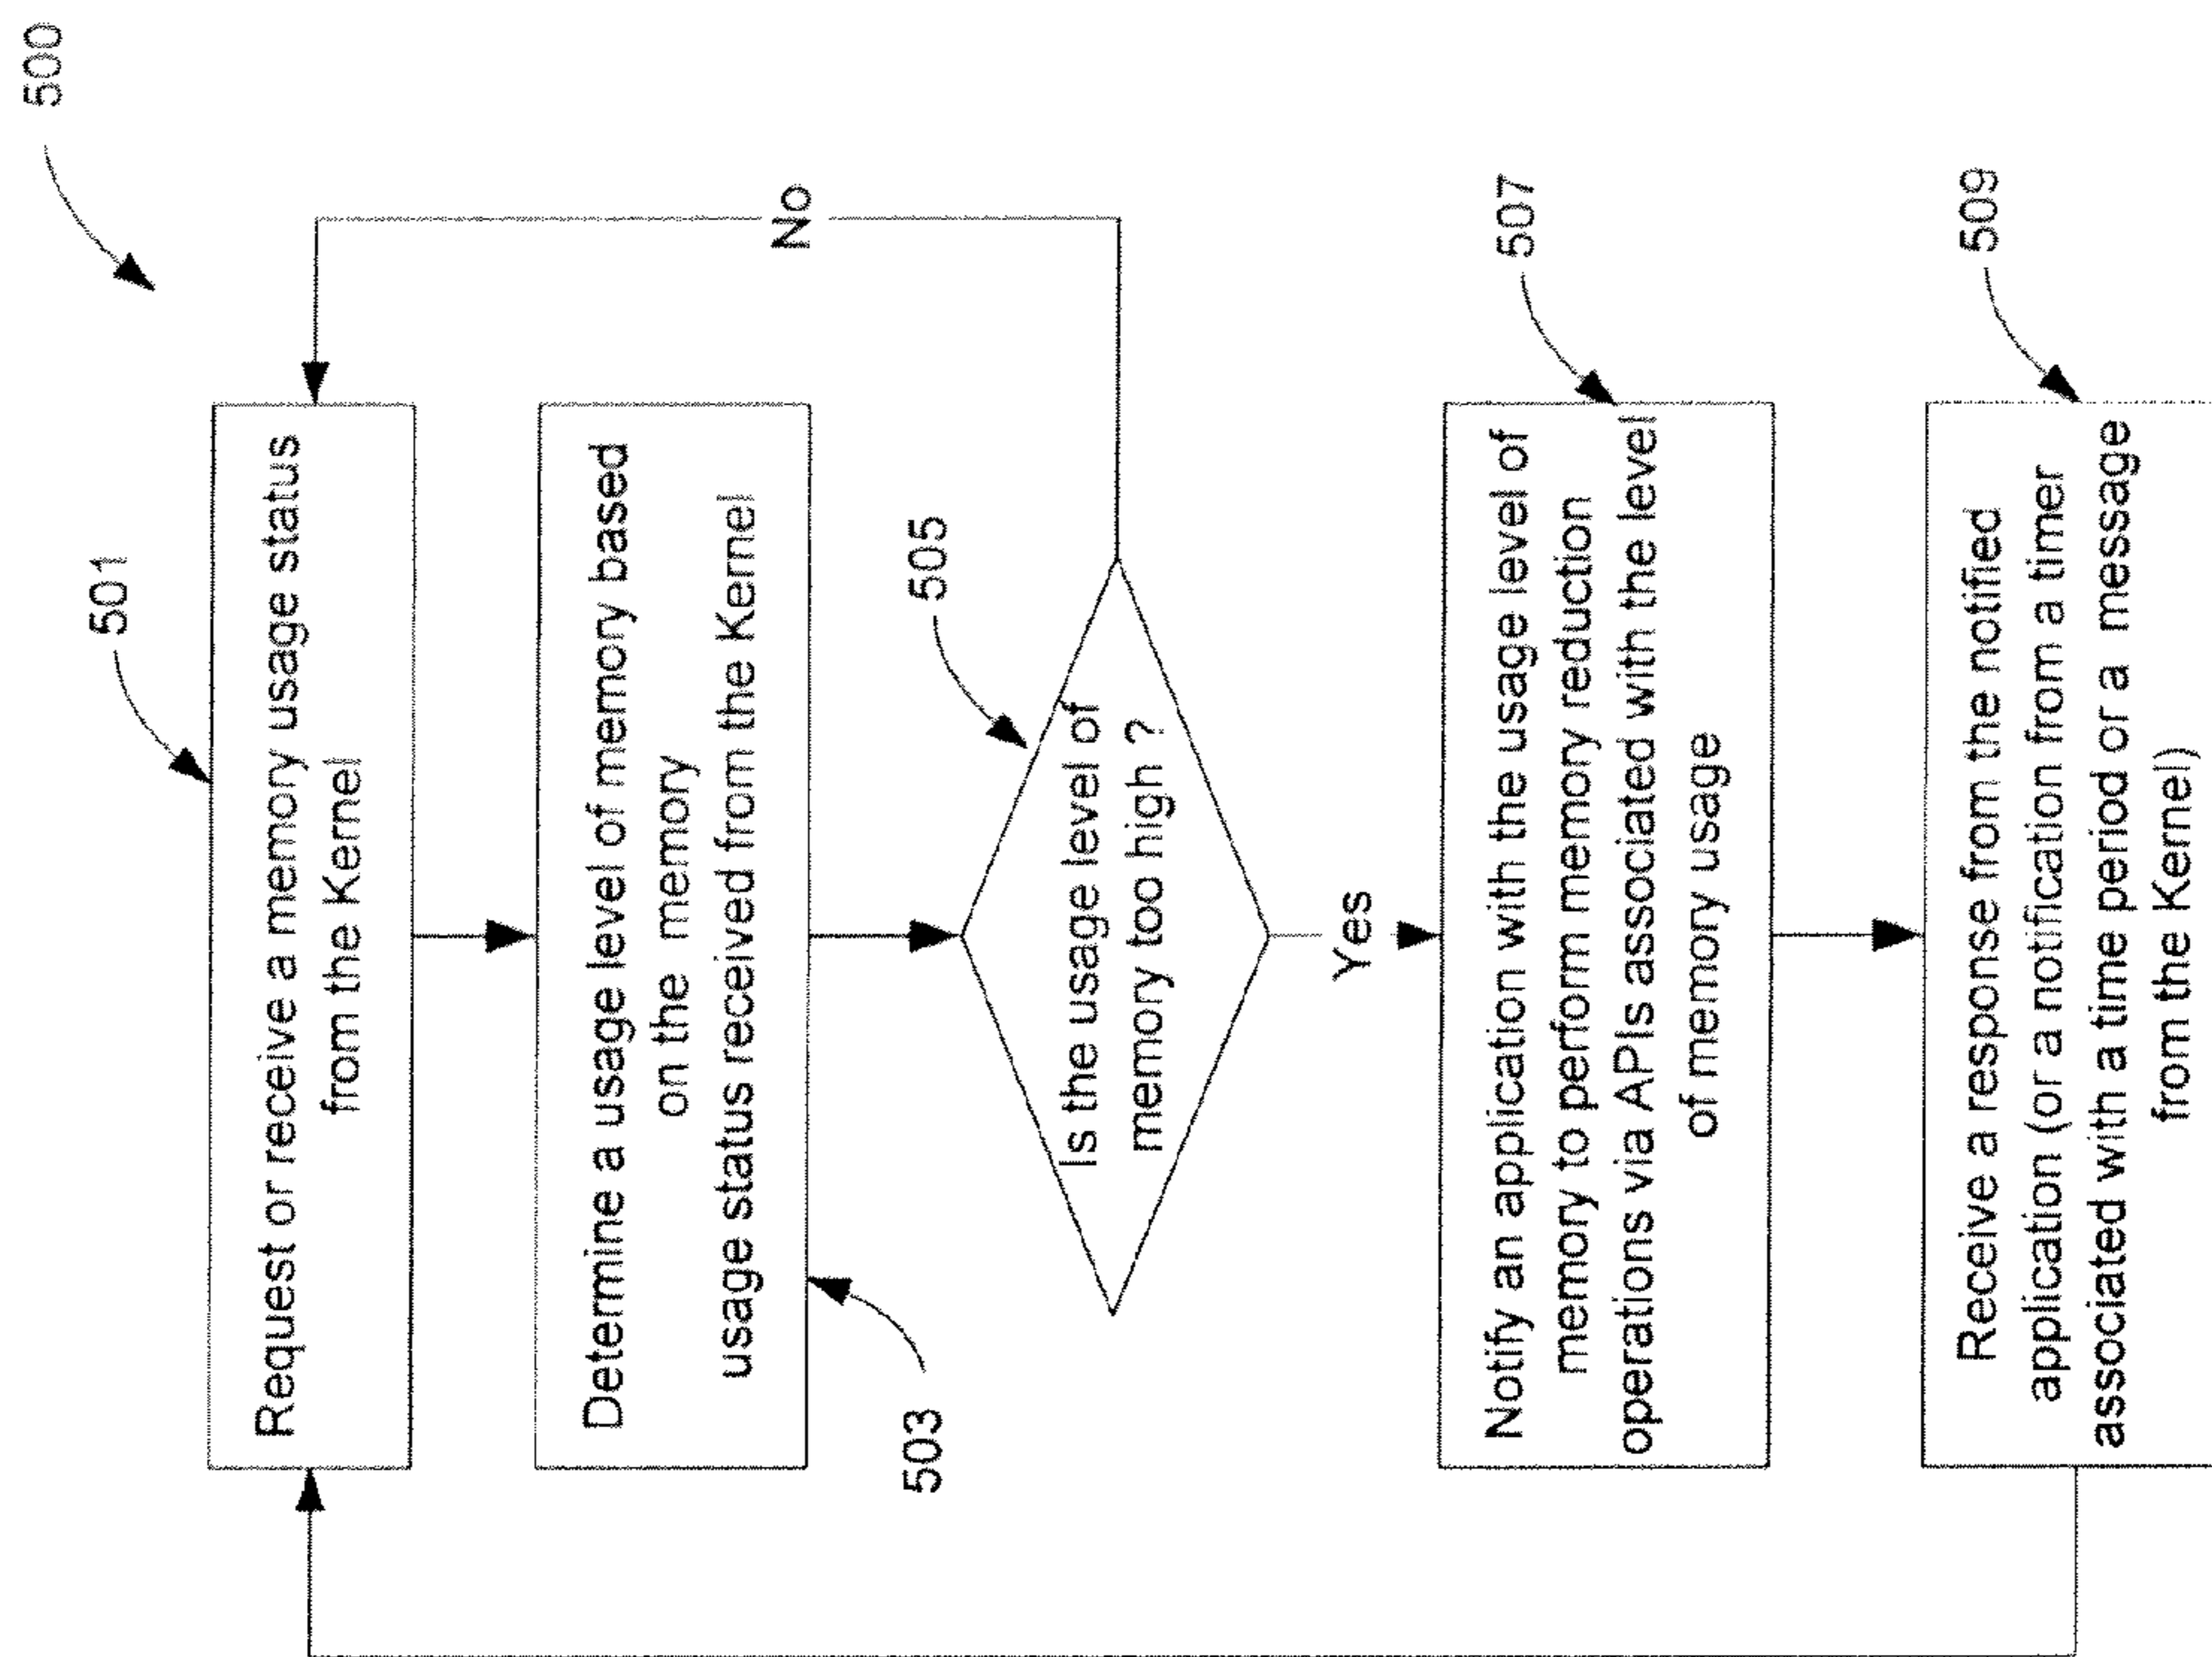 500
501
Request or receive a memory usage status
from the Kernel
Determine a usage level of memory based
on the memory
usage status received from the Kernel
503
505
Is the usage level of
memory too high ?
No
Yes
507
Notify an application with the usage level of
memory to perform memory reduction
operations via APIs associated with the level
of memory usage
509
Receive a response from the notified
application (or a notification from a timer
associated with a time period or a message
from the Kernel)